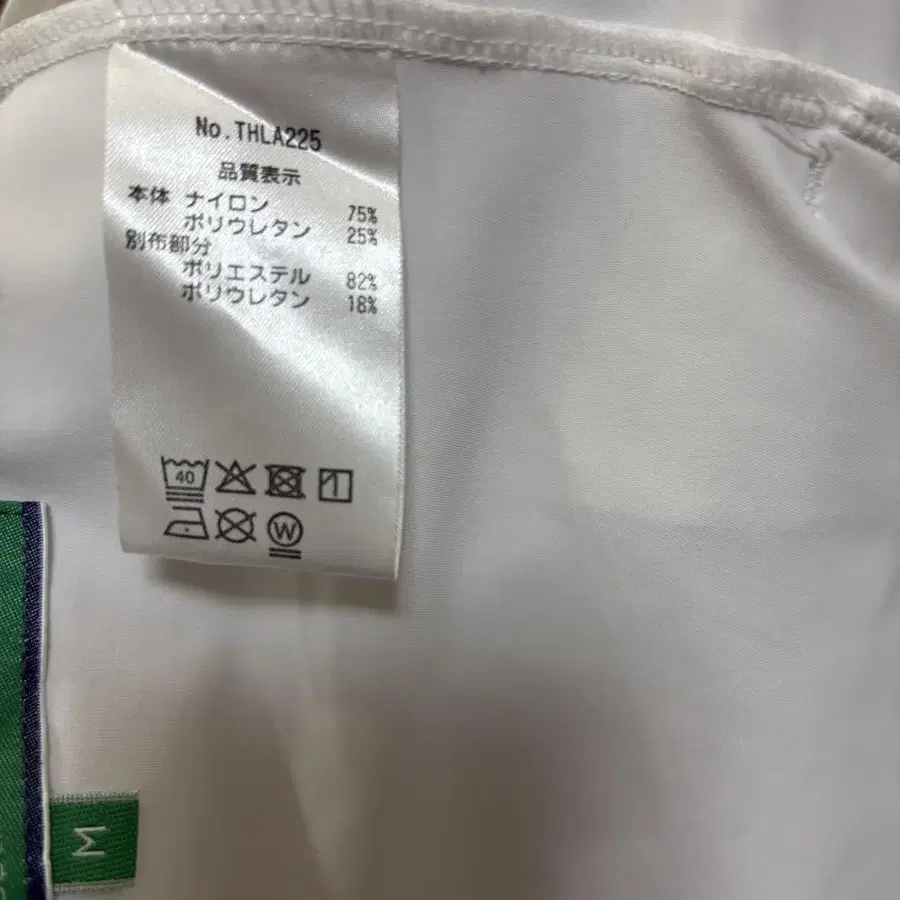 No.THLA225
品質表示
本体 ナイロン 75%
ポリウレタン 25%
別布部分
ポリエステル 82%
ポリウレタン 18%
40
W
M